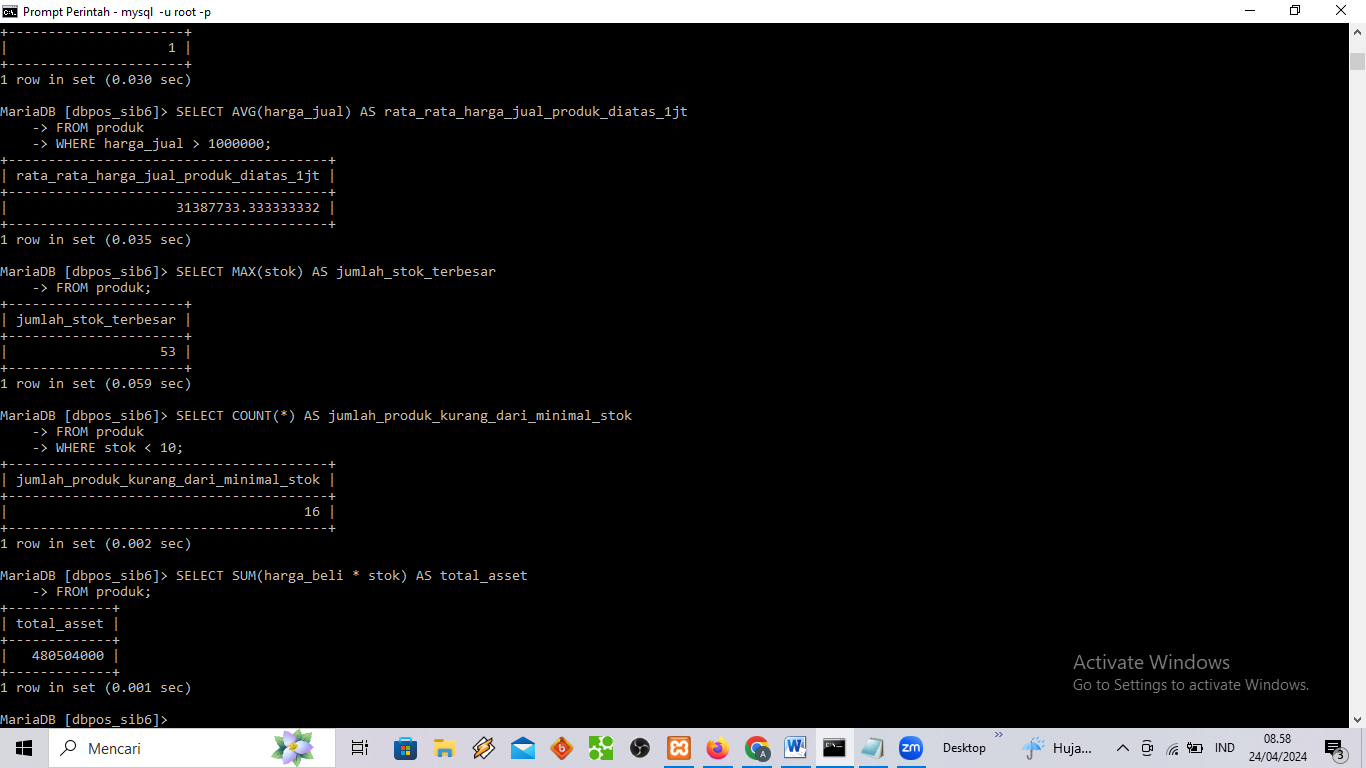 Prompt Perintah - mysql  -u root -p
+----------------------+
|                    1 |
+----------------------+
1 row in set (0.030 sec)

MariaDB [dbpos_sib6]> SELECT AVG(harga_jual) AS rata_rata_harga_jual_produk_diatas_1jt
    -> FROM produk
    -> WHERE harga_jual > 1000000;
+----------------------------------------+
| rata_rata_harga_jual_produk_diatas_1jt |
+----------------------------------------+
|                     31387733.333333332 |
+----------------------------------------+
1 row in set (0.035 sec)

MariaDB [dbpos_sib6]> SELECT MAX(stok) AS jumlah_stok_terbesar
    -> FROM produk;
+----------------------+
| jumlah_stok_terbesar |
+----------------------+
|                   53 |
+----------------------+
1 row in set (0.059 sec)

MariaDB [dbpos_sib6]> SELECT COUNT(*) AS jumlah_produk_kurang_dari_minimal_stok
    -> FROM produk
    -> WHERE stok < 10;
+----------------------------------------+
| jumlah_produk_kurang_dari_minimal_stok |
+----------------------------------------+
|                                     16 |
+----------------------------------------+
1 row in set (0.002 sec)

MariaDB [dbpos_sib6]> SELECT SUM(harga_beli * stok) AS total_asset
    -> FROM produk;
+-------------+
| total_asset |
+-------------+
|   480504000 |
+-------------+
1 row in set (0.001 sec)

MariaDB [dbpos_sib6]>
Activate Windows
Go to Settings to activate Windows.
Mencari
A
W
zm
Desktop
Huja...
IND
08.58
24/04/2024
3